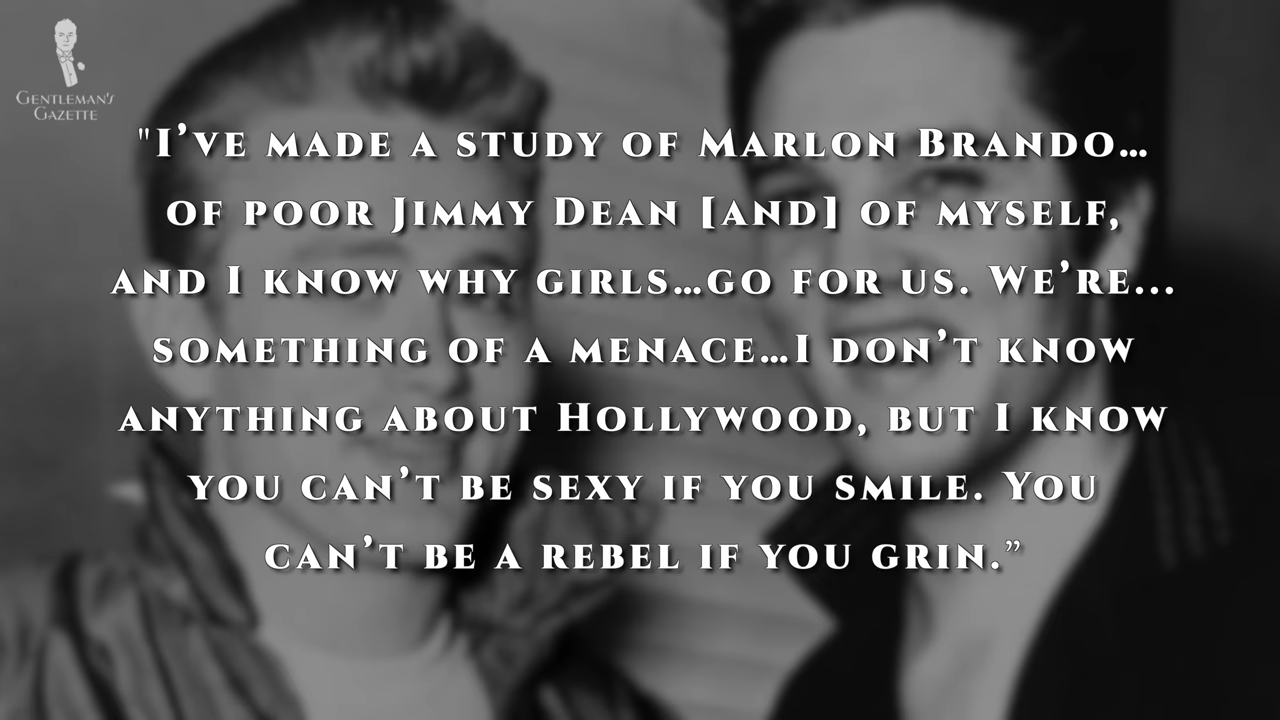 GENTLEMAN'S
GAZETTE
"I’VE MADE A STUDY OF MARLON BRANDO…
OF POOR JIMMY DEAN [AND] OF MYSELF,
AND I KNOW WHY GIRLS…GO FOR US. WE’RE...
SOMETHING OF A MENACE…I DON’T KNOW
ANYTHING ABOUT HOLLYWOOD, BUT I KNOW
YOU CAN’T BE SEXY IF YOU SMILE. YOU
CAN’T BE A REBEL IF YOU GRIN.”